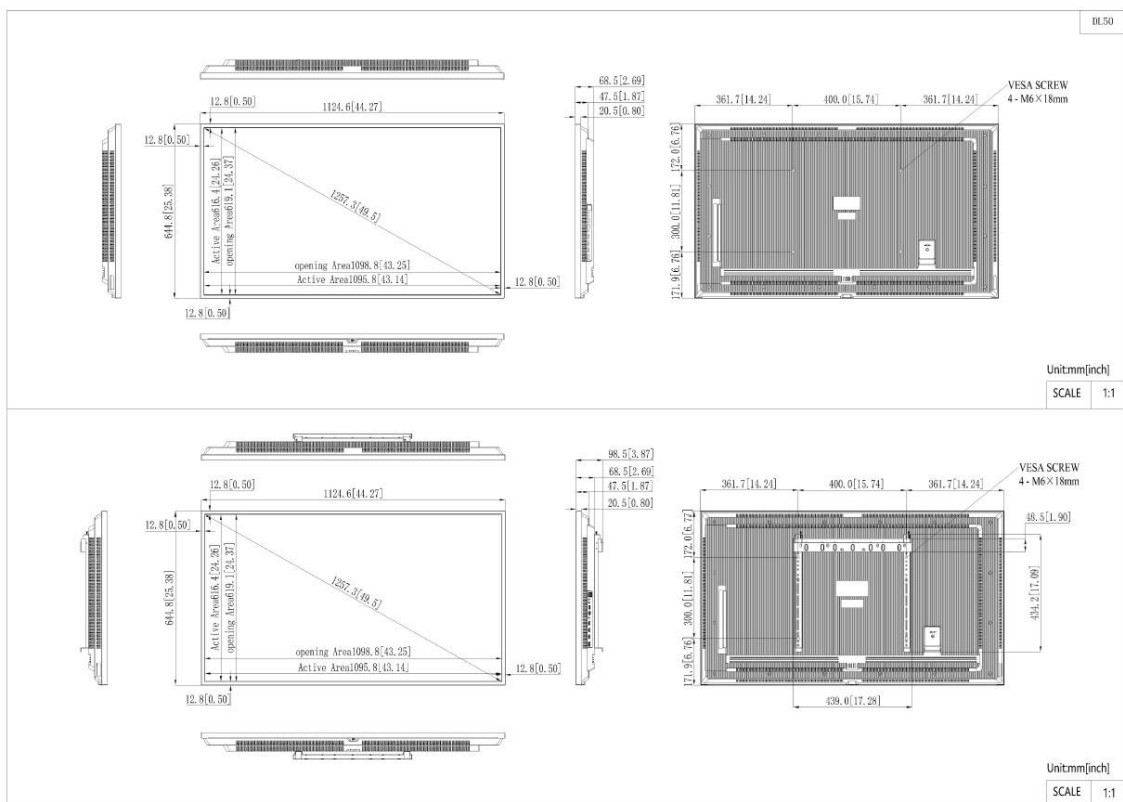 DL50
68.5[2.69]
47.5[1.87]
20.5[0.80]
12.8[0.50]
1124.6[44.27]
12.8[0.50]
644.8[25.38]
Active Area616.4[24.26]
opening Area619.1[24.37]
1257.3[49.5]
opening Area1098.8[43.25]
Active Area1095.8[43.14]
12.8[0.50]
12.8[0.50]
VESA SCREW
4 - M6×18mm
361.7[14.24]
400.0[15.74]
361.7[14.24]
172.0[6.76]
300.0[11.81]
171.9[6.76]
Unit:mm[inch]
SCALE 1:1
98.5[3.87]
68.5[2.69]
47.5[1.87]
20.5[0.80]
12.8[0.50]
1124.6[44.27]
12.8[0.50]
644.8[25.38]
Active Area616.4[24.26]
opening Area619.1[24.37]
1257.3[49.5]
opening Area1098.8[43.25]
Active Area1095.8[43.14]
12.8[0.50]
12.8[0.50]
VESA SCREW
4 - M6×18mm
361.7[14.24]
400.0[15.74]
361.7[14.24]
48.5[1.90]
172.0[6.77]
300.0[11.81]
171.9[6.76]
434.2[17.09]
439.0[17.28]
Unit:mm[inch]
SCALE 1:1